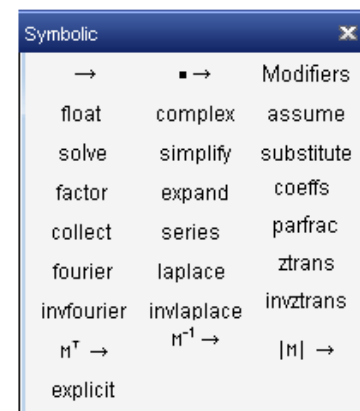 Symbolic
→ ▪ → Modifiers
float complex assume
solve simplify substitute
factor expand coeffs
collect series parfrac
fourier laplace ztrans
invfourier invlaplace invztrans
Mᵀ → M⁻¹ → |M| →
explicit